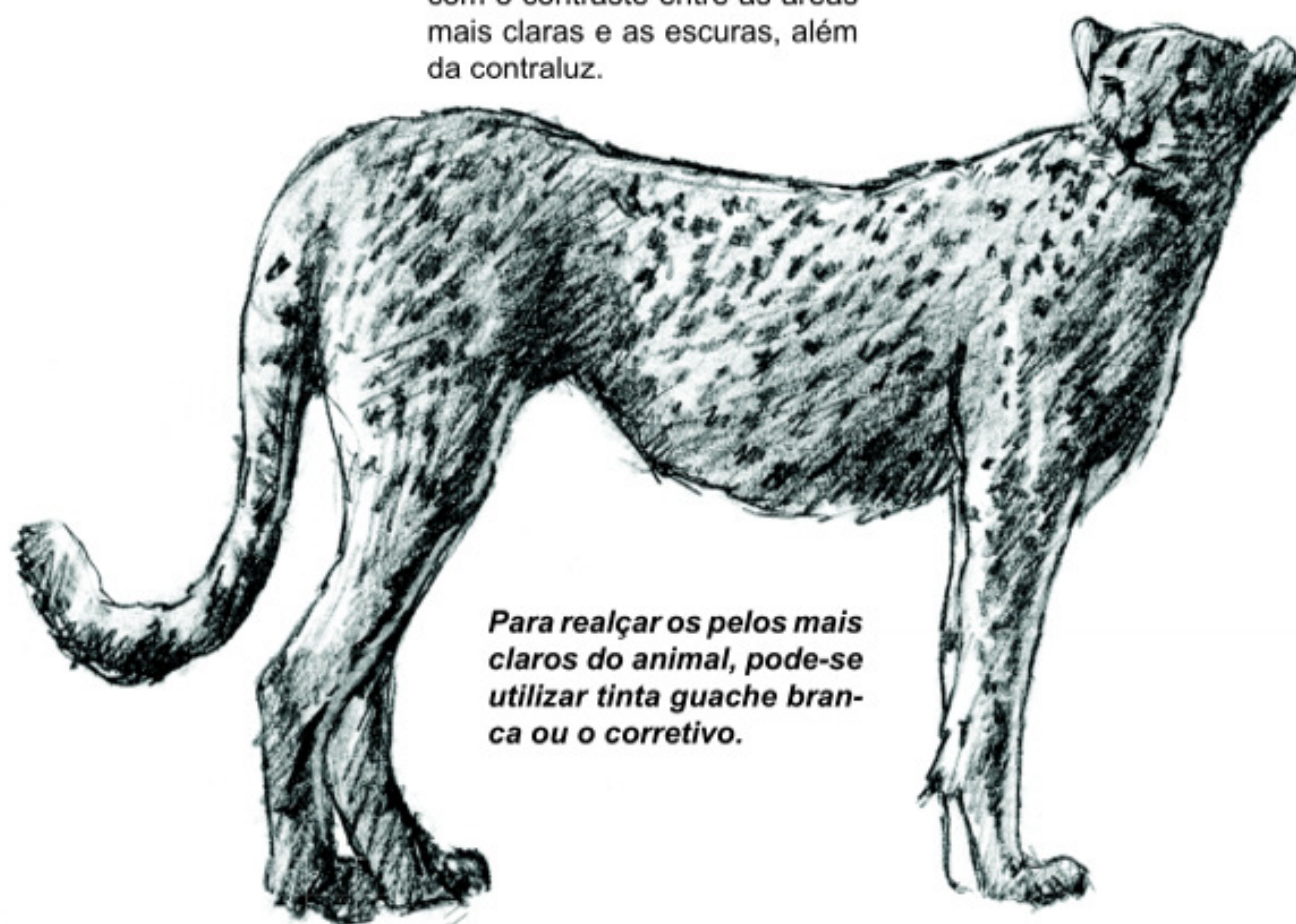 com o contraste entre as áreas
mais claras e as escuras, além
da contraluz.
Para realçar os pelos mais
claros do animal, pode-se
utilizar tinta guache bran-
ca ou o corretivo.